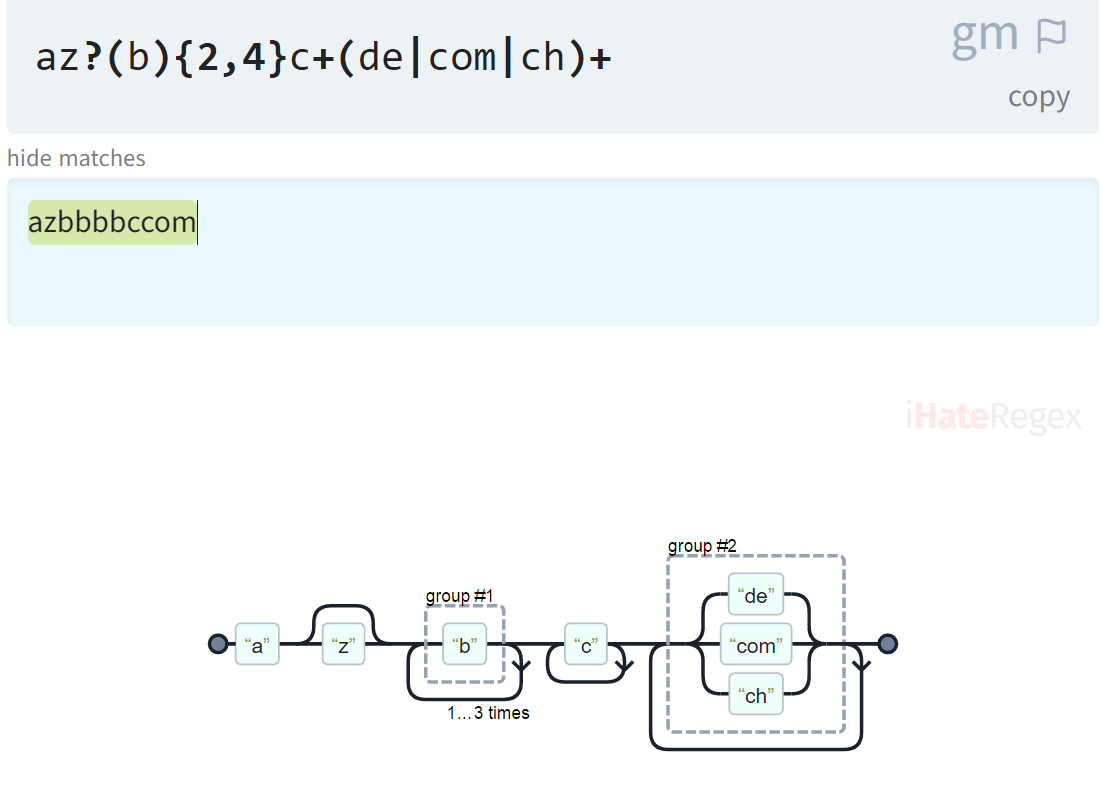 az?(b){2,4}c+(de|com|ch)+
gm
copy
hide matches
azbbbbccom
iHateRegex
group #2
“de”
group #1
“a” “z” “b” “c” “com”
“ch”
1…3 times